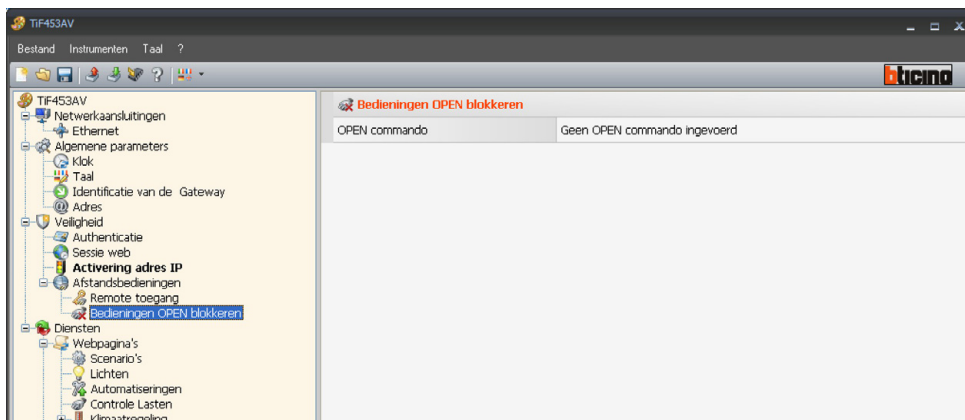 TiF453AV
Bestand Instrumenten Taal ?
bticino
TiF453AV
Netwerkaansluitingen
Ethernet
Algemene parameters
Klok
Taal
Identificatie van de Gateway
Adres
Veiligheid
Authenticatie
Sessie web
Activering adres IP
Afstandsbedieningen
Remote toegang
Bedieningen OPEN blokkeren
Diensten
Webpagina's
Scenario's
Lichten
Automatiseringen
Controle Lasten
Klimaatregeling
Bedieningen OPEN blokkeren
OPEN commando Geen OPEN commando ingevoerd